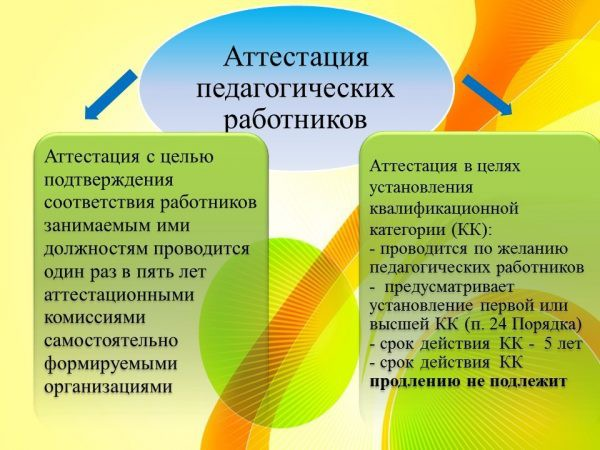 Аттестация
педагогических
работников
Аттестация с целью
подтверждения
соответствия работников
занимаемым ими
должностям проводится
один раз в пять лет
аттестационными
комиссиями
самостоятельно
формируемыми
организациями
Аттестация в целях
установления
квалификационной
категории (КК):
- проводится по желанию
педагогических работников
- предусматривает
установление первой или
высшей КК (п. 24 Порядка)
- срок действия КК - 5 лет
- срок действия КК
продлению не подлежит